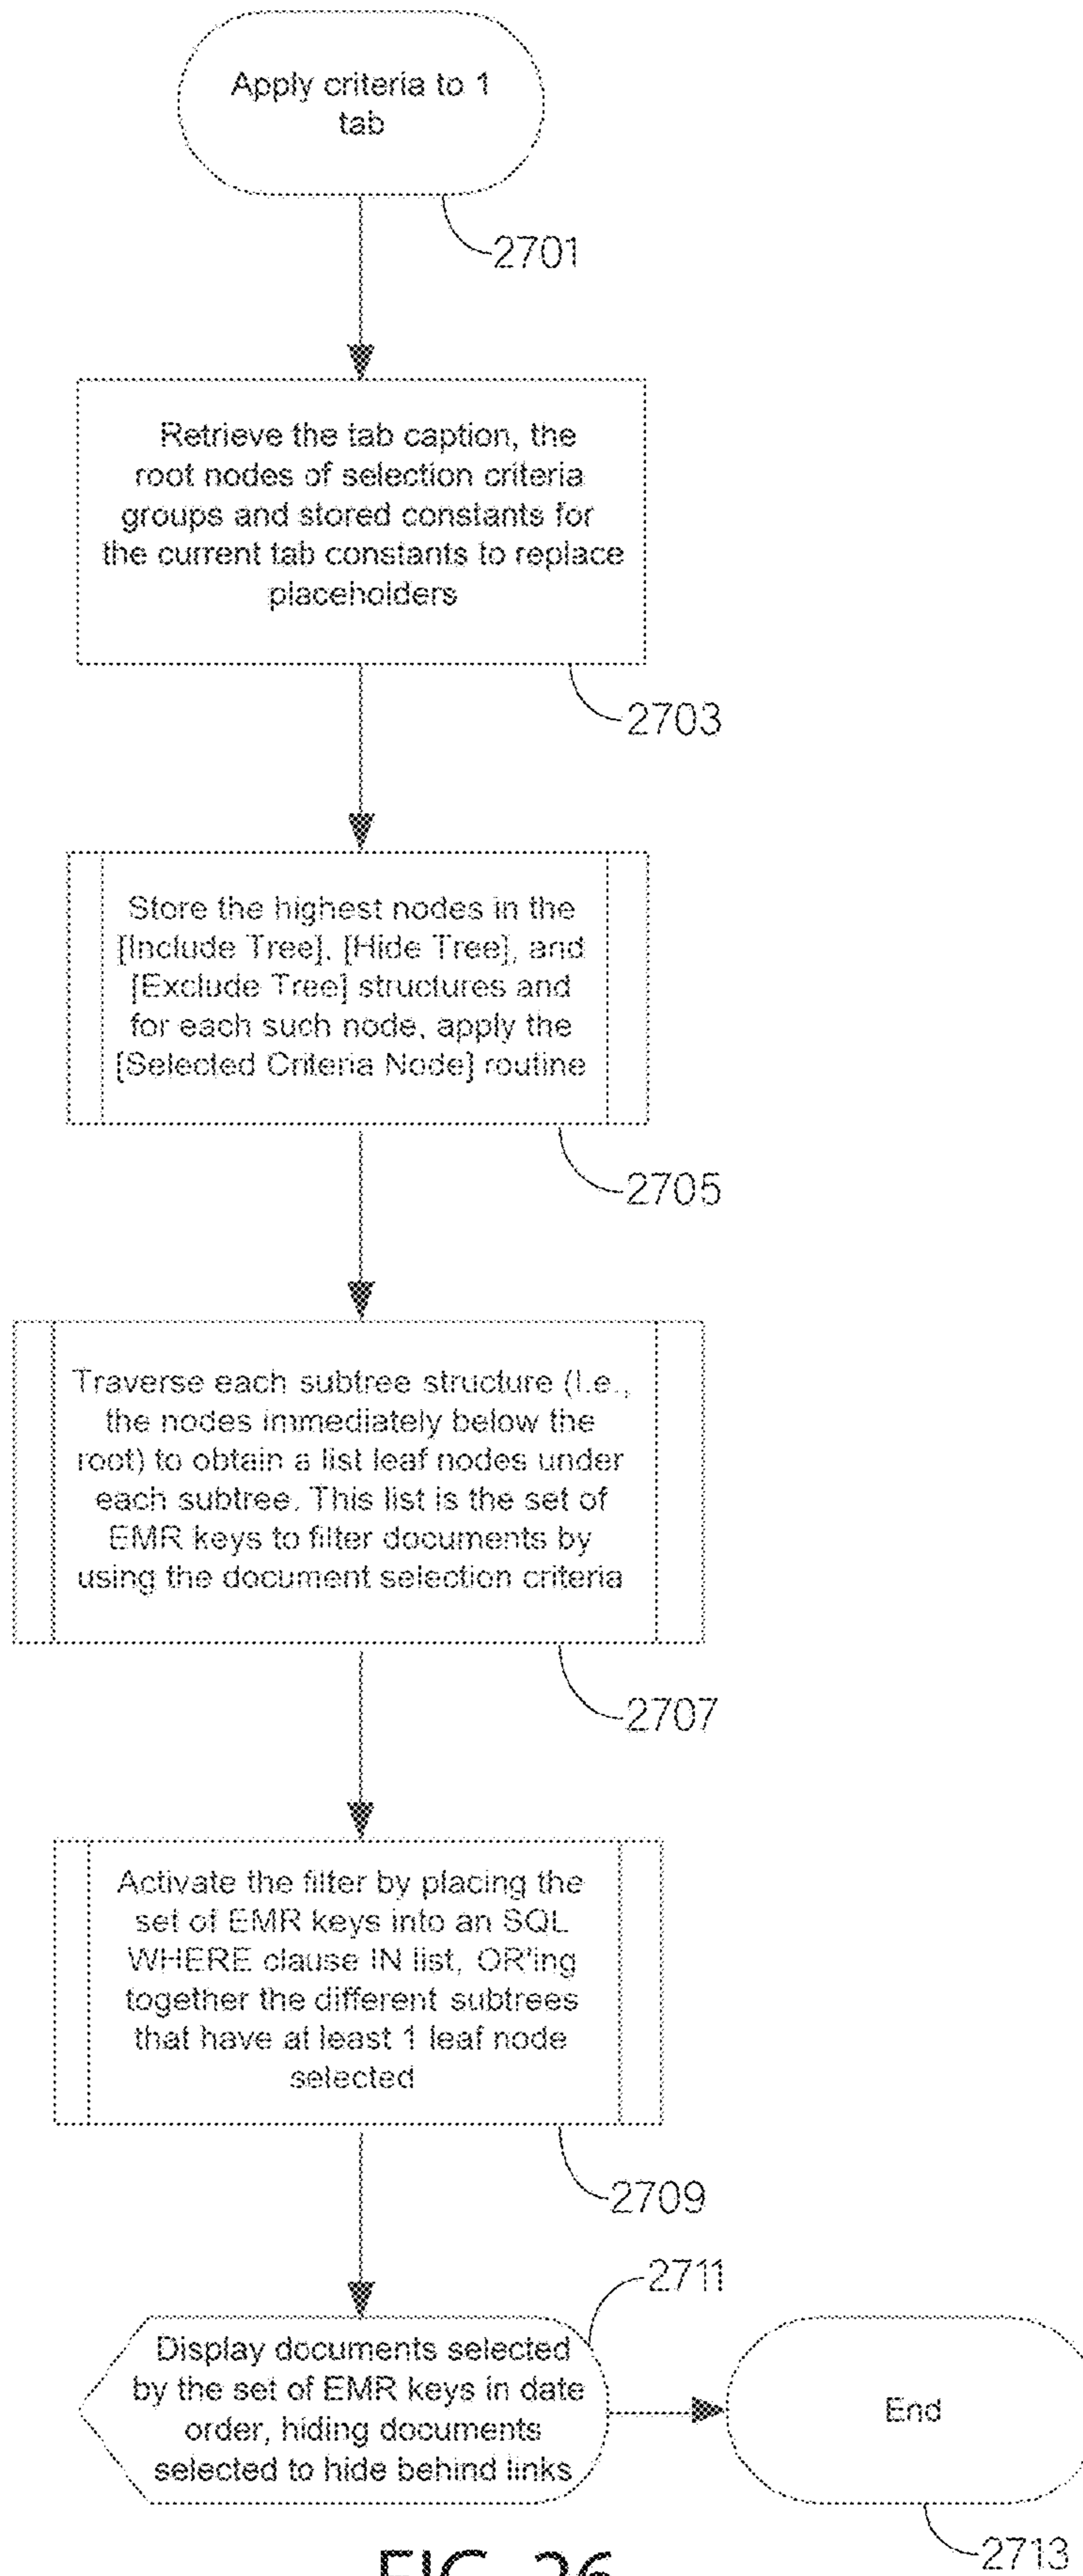 Apply criteria to 1
tab
2701
Retrieve the tab caption, the
root nodes of selection criteria
groups and stored constants for
the current tab constants to replace
placeholders
2703
Store the highest nodes in the
[Include Tree], [Hide Tree], and
[Exclude Tree] structures and
for each such node, apply the
[Selected Criteria Node] routine
2705
Traverse each subtree structure (I.e.,
the nodes immediately below the
root) to obtain a list leaf nodes under
each subtree. This list is the set of
EMR keys to filter documents by
using the document selection criteria
2707
Activate the filter by placing the
set of EMR keys into an SQL
WHERE clause IN list, OR'ing
together the different subtrees
that have at least 1 leaf node
selected
2709
2711
Display documents selected
by the set of EMR keys in date
order, hiding documents
selected to hide behind links
End
2713
FIG. 26